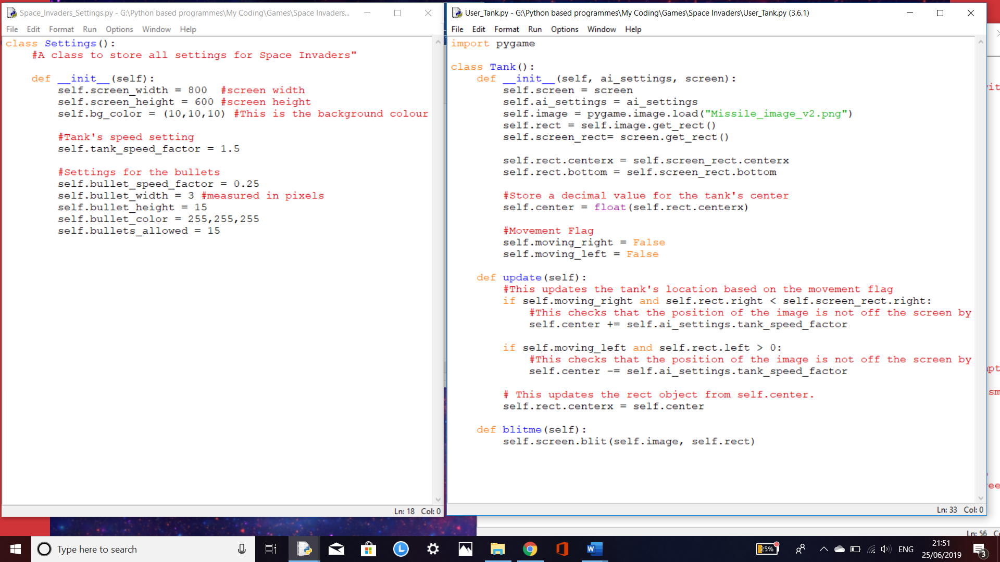 Space_Invaders_Settings.py - G:\Python based programmes\My Coding\Games\Space Invaders...
File Edit Format Run Options Window Help
class Settings():
    #A class to store all settings for Space Invaders"
    def __init__(self):
        self.screen_width = 800  #screen width
        self.screen_height = 600 #screen height
        self.bg_color = (10,10,10) #This is the background colour
        #Tank's speed setting
        self.tank_speed_factor = 1.5
        #Settings for the bullets
        self.bullet_speed_factor = 0.25
        self.bullet_width = 3 #measured in pixels
        self.bullet_height = 15
        self.bullet_color = 255,255,255
        self.bullets_allowed = 15
Ln: 18 Col: 0
User_Tank.py - G:\Python based programmes\My Coding\Games\Space Invaders\User_Tank.py (3.6.1)
File Edit Format Run Options Window Help
import pygame
class Tank():
    def __init__(self, ai_settings, screen):
        self.screen = screen
        self.ai_settings = ai_settings
        self.image = pygame.image.load("Missile_image_v2.png")
        self.rect = self.image.get_rect()
        self.screen_rect= screen.get_rect()
        self.rect.centerx = self.screen_rect.centerx
        self.rect.bottom = self.screen_rect.bottom
        #Store a decimal value for the tank's center
        self.center = float(self.rect.centerx)
        #Movement Flag
        self.moving_right = False
        self.moving_left = False
    def update(self):
        #This updates the tank's location based on the movement flag
        if self.moving_right and self.rect.right < self.screen_rect.right:
            #This checks that the position of the image is not off the screen by
            self.center += self.ai_settings.tank_speed_factor
        if self.moving_left and self.rect.left > 0:
            #This checks that the position of the image is not off the screen by
            self.center -= self.ai_settings.tank_speed_factor
        # This updates the rect object from self.center.
        self.rect.centerx = self.center
    def blitme(self):
        self.screen.blit(self.image, self.rect)
Ln: 33 Col: 0
Ln: 56
Type here to search
W
25%
ENG
21:51
25/06/2019
3